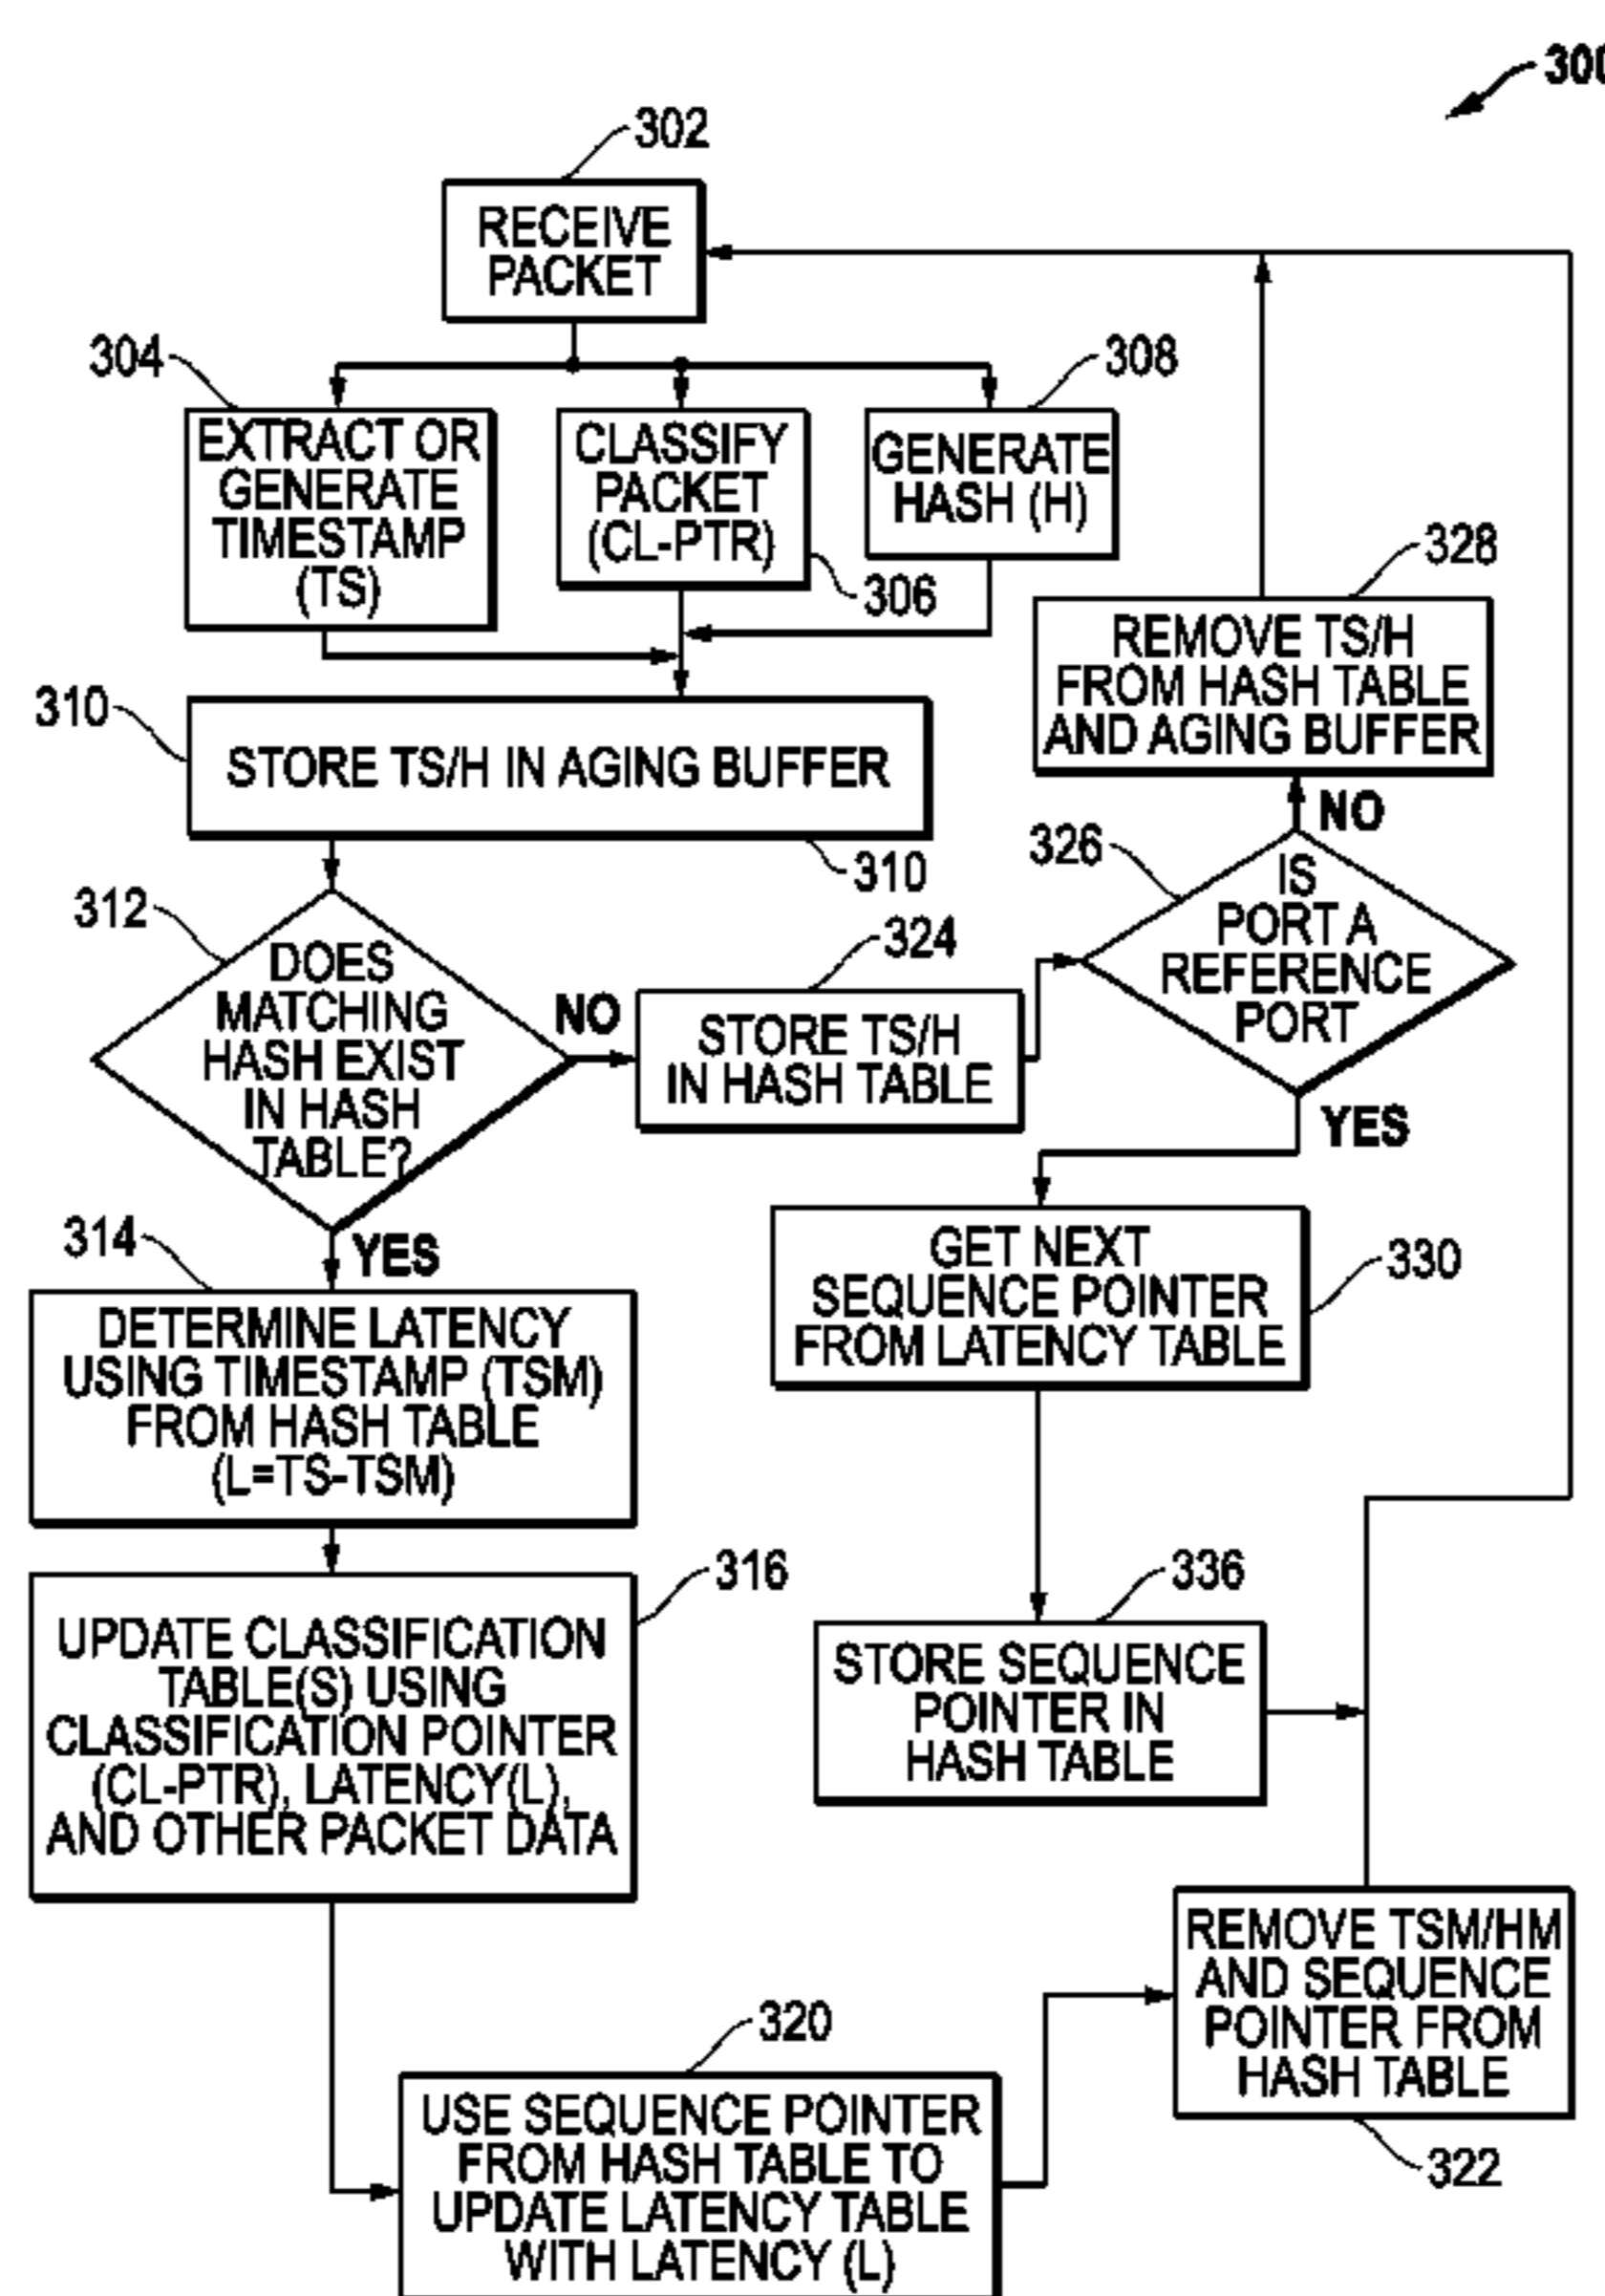 300
302
RECEIVE
PACKET
304
EXTRACT OR
GENERATE
TIMESTAMP
(TS)
CLASSIFY
PACKET
(CL-PTR)
306
308
GENERATE
HASH (H)
310
STORE TS/H IN AGING BUFFER
310
328
REMOVE TS/H
FROM HASH TABLE
AND AGING BUFFER
NO
326
IS
PORT A
REFERENCE
PORT
YES
312
DOES
MATCHING
HASH EXIST
IN HASH
TABLE?
NO
324
STORE TS/H
IN HASH TABLE
YES
314
DETERMINE LATENCY
USING TIMESTAMP (TSM)
FROM HASH TABLE
(L=TS-TSM)
GET NEXT
SEQUENCE POINTER
FROM LATENCY TABLE
330
316
UPDATE CLASSIFICATION
TABLE(S) USING
CLASSIFICATION POINTER
(CL-PTR), LATENCY(L),
AND OTHER PACKET DATA
336
STORE SEQUENCE
POINTER IN
HASH TABLE
320
USE SEQUENCE POINTER
FROM HASH TABLE TO
UPDATE LATENCY TABLE
WITH LATENCY (L)
REMOVE TSM/HM
AND SEQUENCE
POINTER FROM
HASH TABLE
322